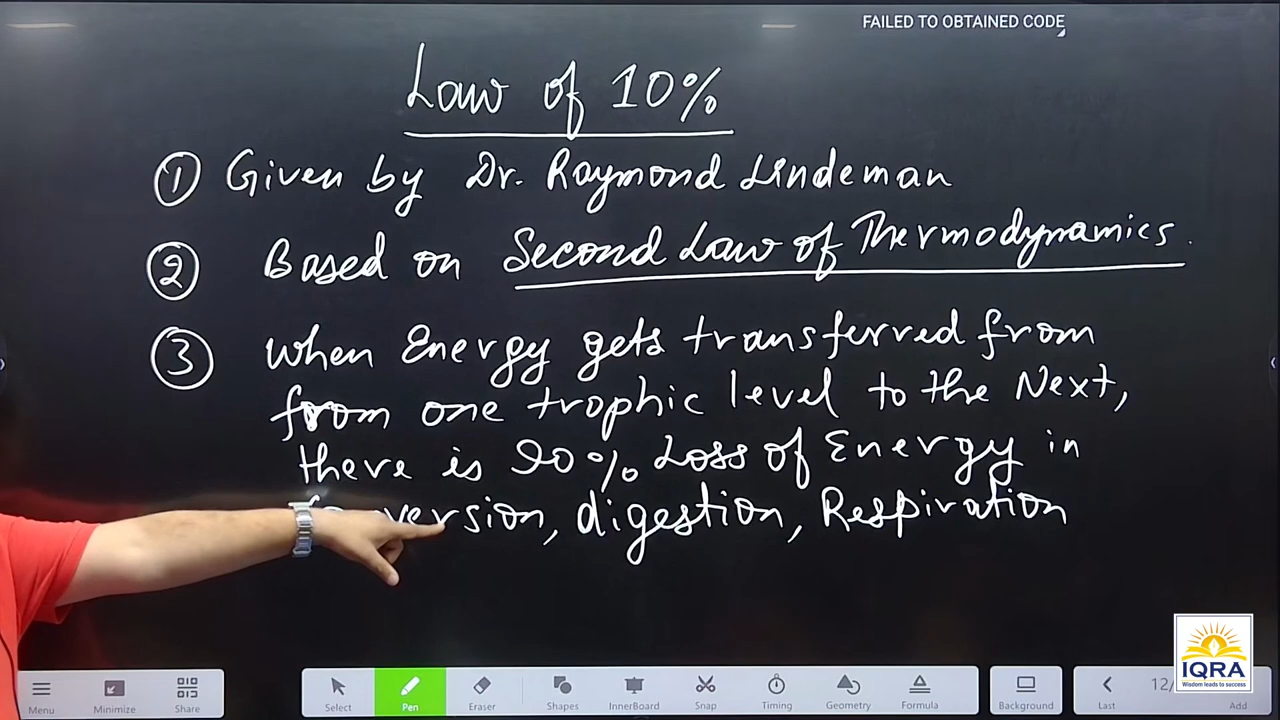 FAILED TO OBTAINED CODE
Law of 10%
① Given by Dr. Raymond Lindeman
② Based on Second Law of Thermodynamics.
③ When Energy gets transferred from
from one trophic level to the Next,
there is 90% Loss of Energy in
version, digestion, Respiration
Menu
Minimize
Share
Select
Pen
Eraser
Shapes
InnerBoard
Snap
Timing
Geometry
Formula
Background
Last
12/
Add
IQRA
Wisdom leads to success